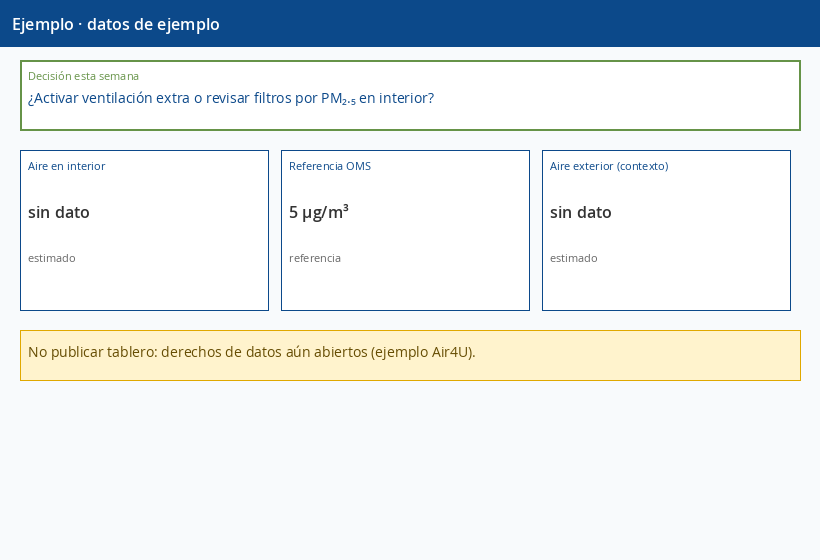 Ejemplo · datos de ejemplo
Decisión esta semana
¿Activar ventilación extra o revisar filtros por PM₂.₅ en interior?
Aire en interior
sin dato
estimado
Referencia OMS
5 µg/m³
referencia
Aire exterior (contexto)
sin dato
estimado
No publicar tablero: derechos de datos aún abiertos (ejemplo Air4U).